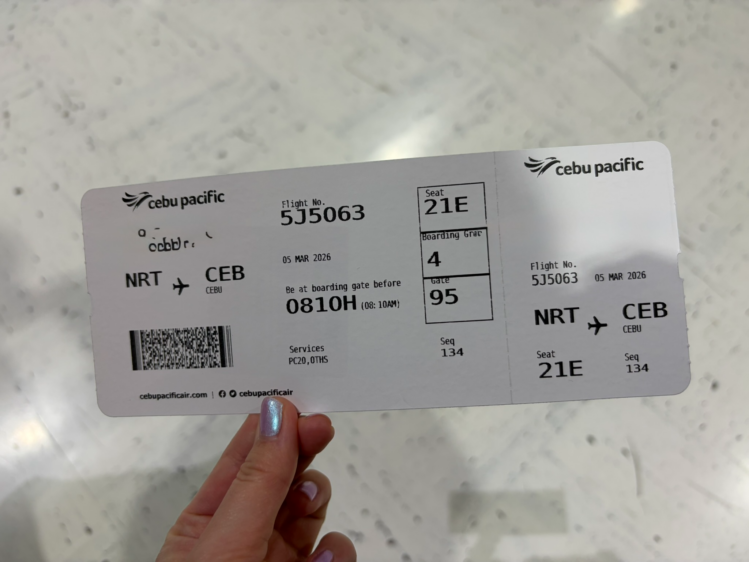 cebu pacific
NRT CEB
CEBU
cebupacificair.com | cebupacificair
Flight No.
5J5063
05 MAR 2026
Be at boarding gate before
0810H (08:10AM)
Services
PC20,0THS
Seat
21E
Boarding
4
Gate
95
Seq
134
cebu pacific
Flight No.
5J5063 05 MAR 2026
NRT CEB
CEBU
Seat Seq
21E 134